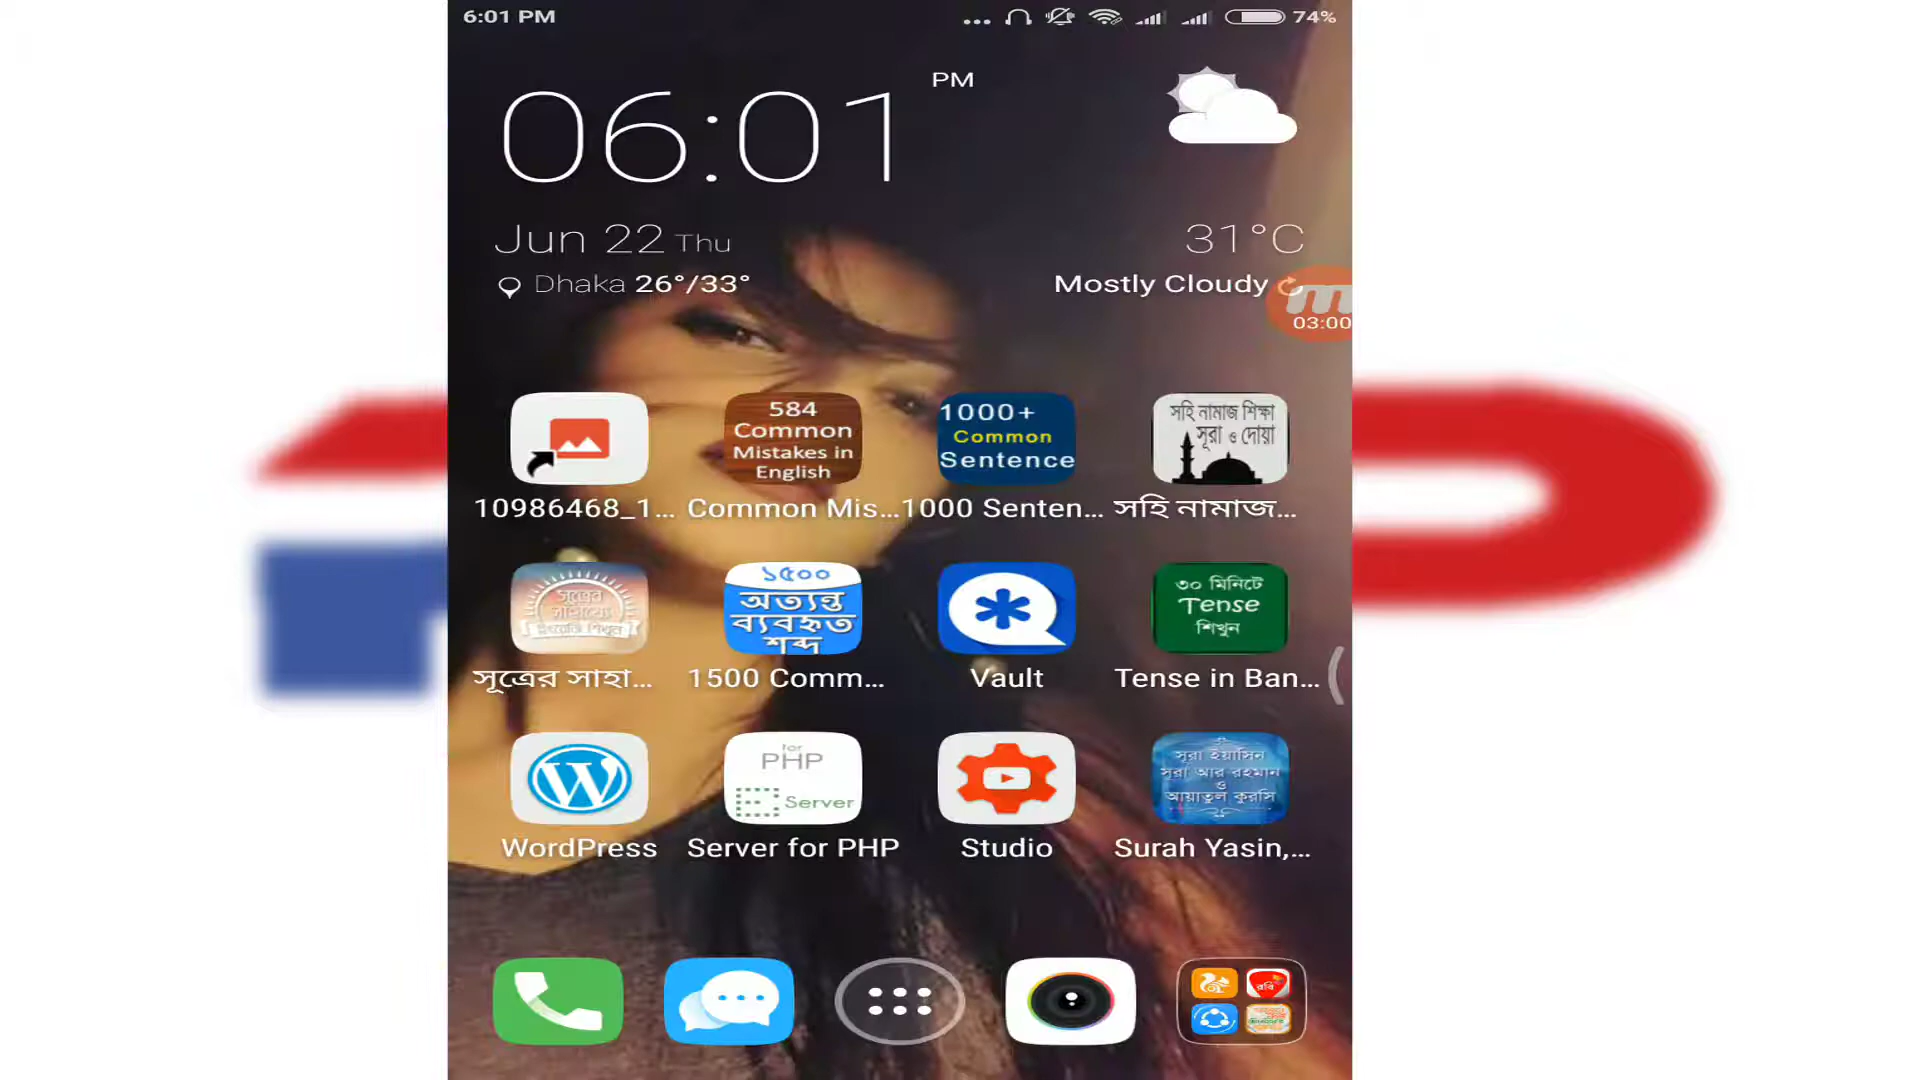 6:01 PM
74%
06:01 PM
Jun 22 Thu
31°C
Dhaka 26°/33°
Mostly Cloudy
03:00
584
Common
Mistakes in
English
1000+
Common
Sentence
সহি নামাজ শিক্ষা
সূরা ও দোয়া
10986468_1...
Common Mis...
1000 Senten...
সহি নামাজ...
সূত্রের
সাহায্যে
ইংরেজি শিখুন
১৫০০
অত্যন্ত
ব্যবহৃত
শব্দ
৩০ মিনিটে
Tense
শিখুন
সূত্রের সাহা...
1500 Comm...
Vault
Tense in Ban...
for
PHP
Server
সূরা ইয়াসিন
সূরা আর রহমান
ও
আয়াতুল কুরসি
WordPress
Server for PHP
Studio
Surah Yasin,...
রবি